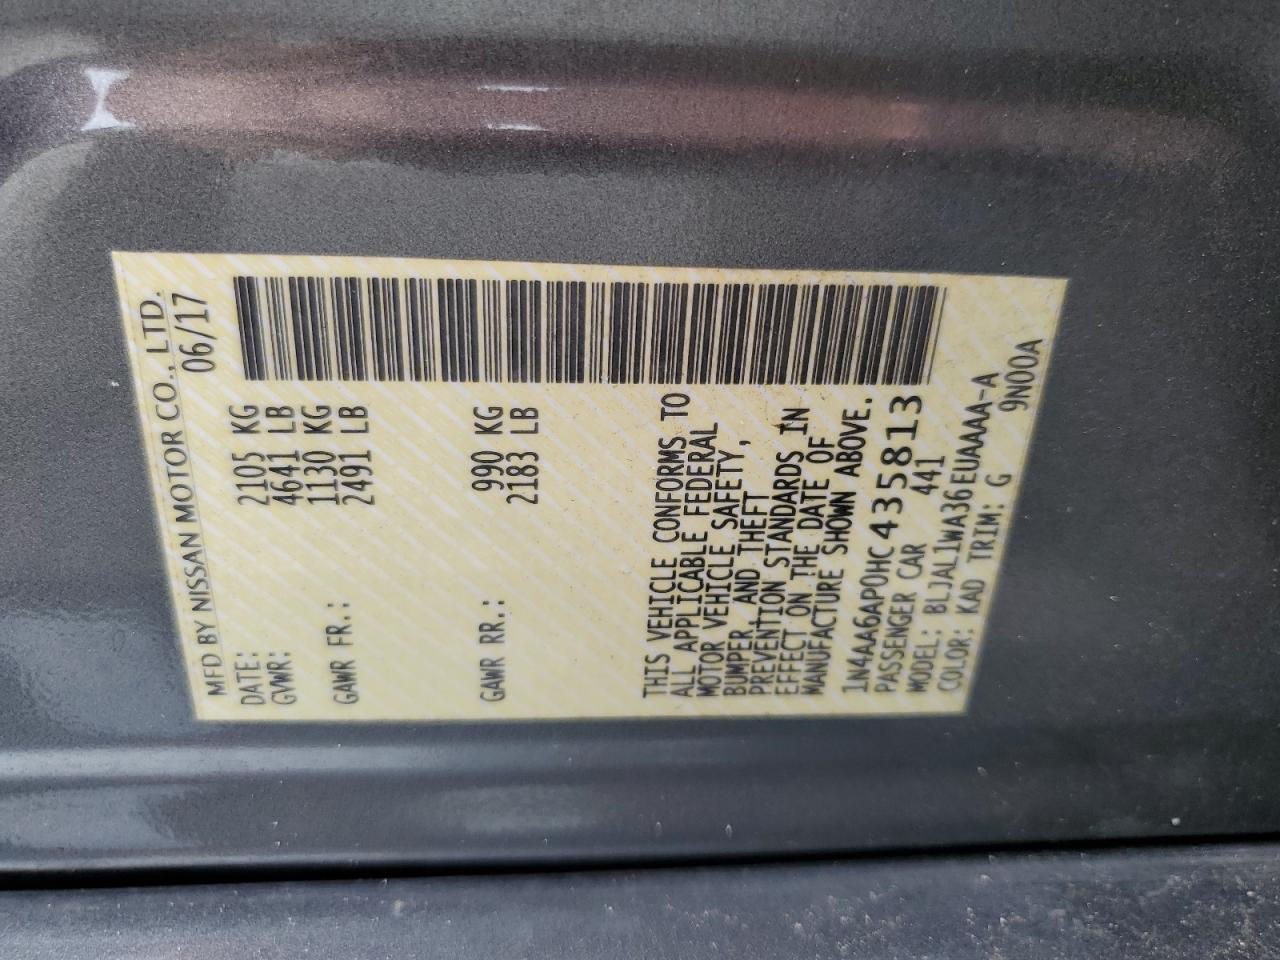 MFD BY NISSAN MOTOR CO., LTD.
DATE: 06/17
GVWR: 2105 KG
4641 LB
GAWR FR.: 1130 KG
2491 LB
GAWR RR.: 990 KG
2183 LB
THIS VEHICLE CONFORMS TO
ALL APPLICABLE FEDERAL
MOTOR VEHICLE SAFETY,
BUMPER, AND THEFT
PREVENTION STANDARDS IN
EFFECT ON THE DATE OF
MANUFACTURE SHOWN ABOVE.
1N4AA6AP0HC435813
PASSENGER CAR 441
MODEL: BLJAL1WA36EUAAAA-A
COLOR: KAD TRIM: G 9N00A